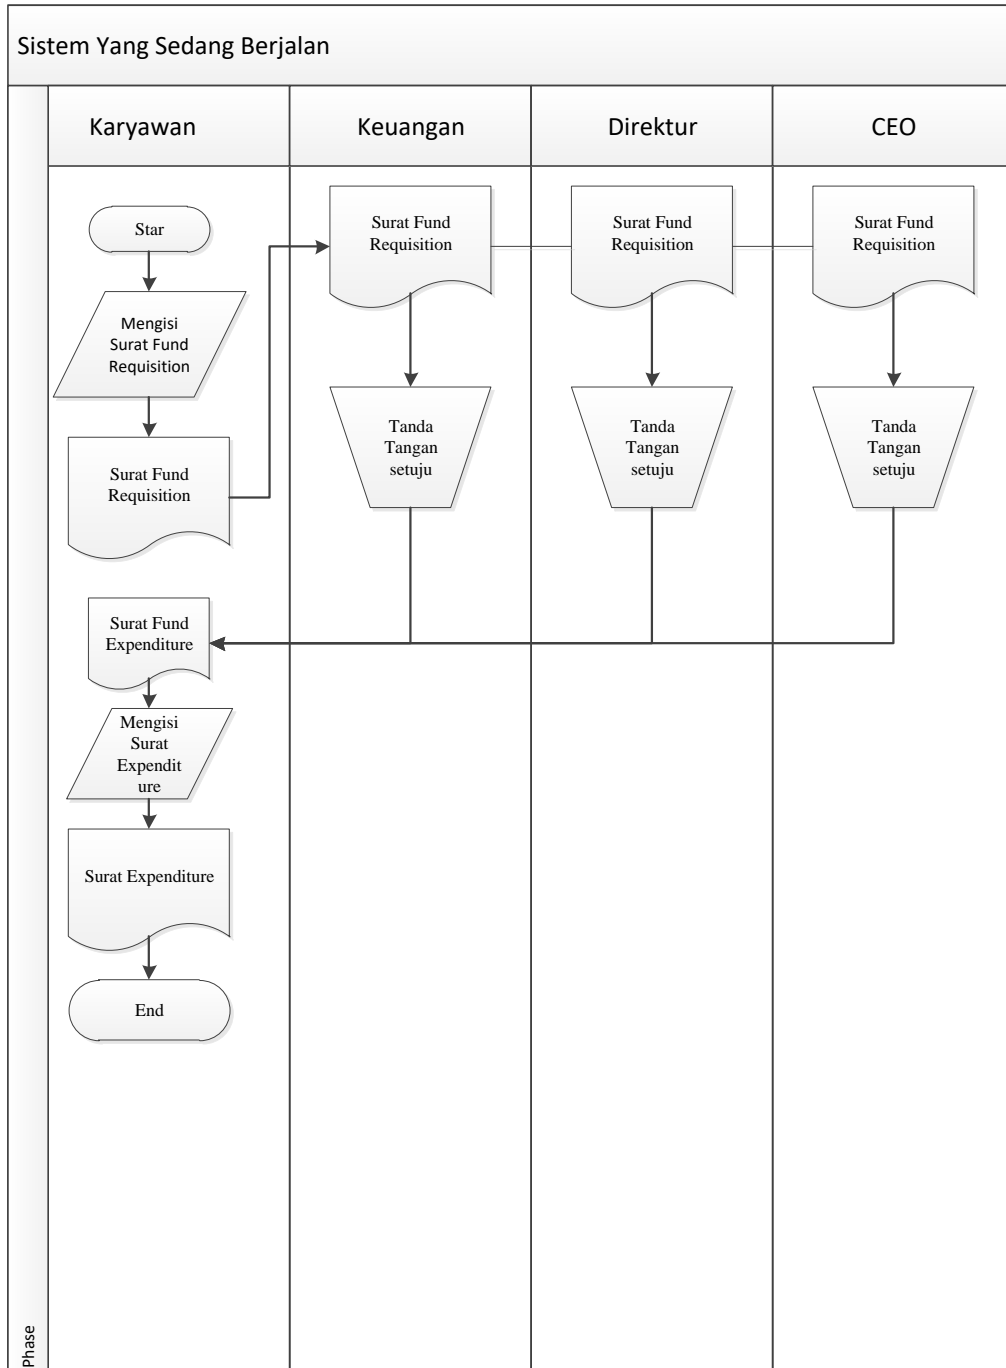 Sistem Yang Sedang Berjalan
Karyawan
Keuangan
Direktur
CEO
Star
Mengisi
Surat Fund
Requisition
Surat Fund
Requisition
Surat Fund
Requisition
Surat Fund
Requisition
Surat Fund
Requisition
Tanda
Tangan
setuju
Tanda
Tangan
setuju
Tanda
Tangan
setuju
Surat Fund
Expenditure
Mengisi
Surat
Expendit
ure
Surat Expenditure
End
Phase